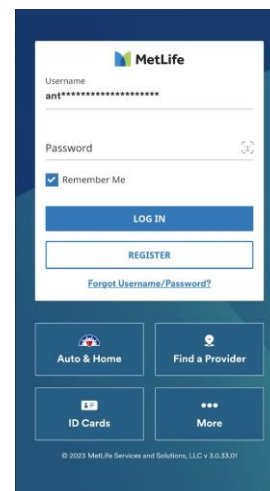 MetLife
Username
ant********************
Password
Remember Me
LOG IN
REGISTER
Forgot Username/Password?
Auto & Home
Find a Provider
ID Cards
More
© 2023 MetLife Services and Solutions, LLC v 3.0.33.01